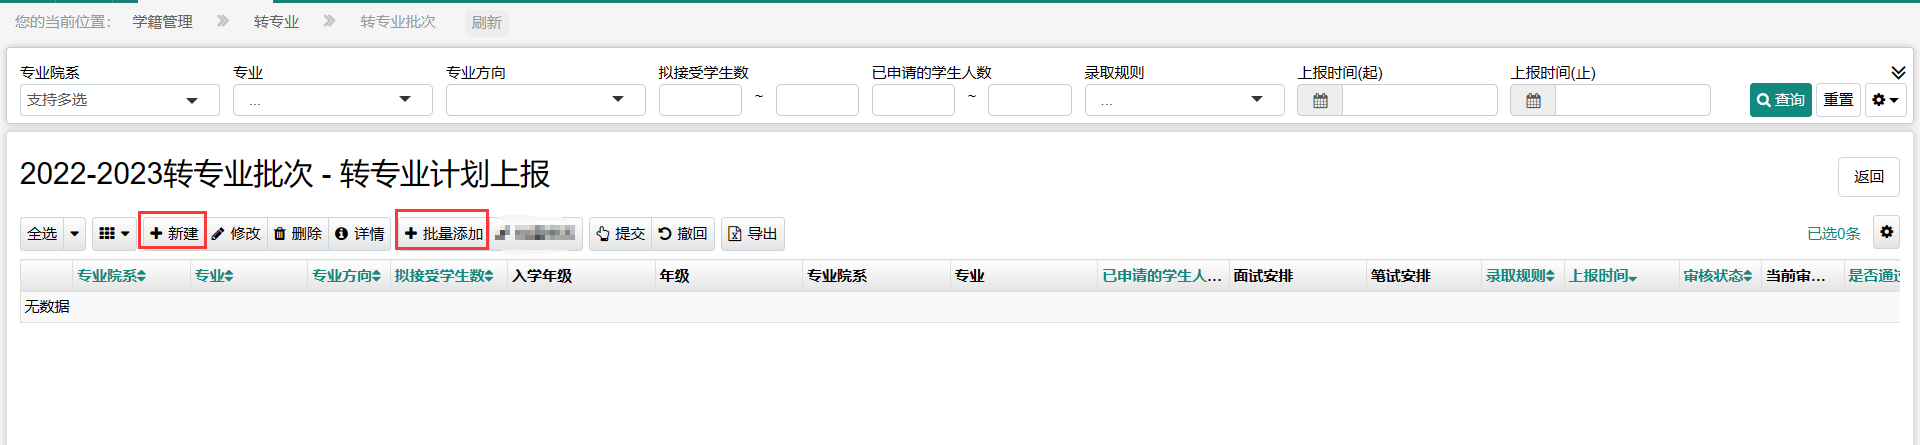 您的当前位置： 学籍管理 转专业 转专业批次 刷新
专业院系 专业 专业方向 拟接受学生数 已申请的学生人数 录取规则 上报时间(起) 上报时间(止)
支持多选 ... ~ ~ ... 查询 重置
2022-2023转专业批次 - 转专业计划上报 返回
全选 新建 修改 删除 详情 批量添加 提交 撤回 导出 已选0条
专业院系 专业 专业方向 拟接受学生数 入学年级 年级 专业院系 专业 已申请的学生人... 面试安排 笔试安排 录取规则 上报时间 审核状态 当前审... 是否通过
无数据